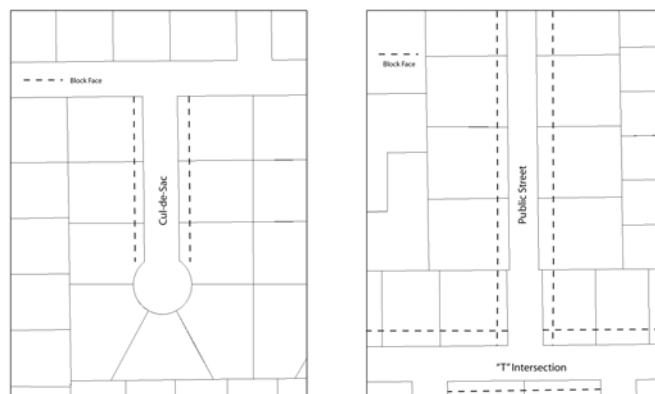 Block Face
Cul-de-Sac
Block Face
Public Street
"T" Intersection